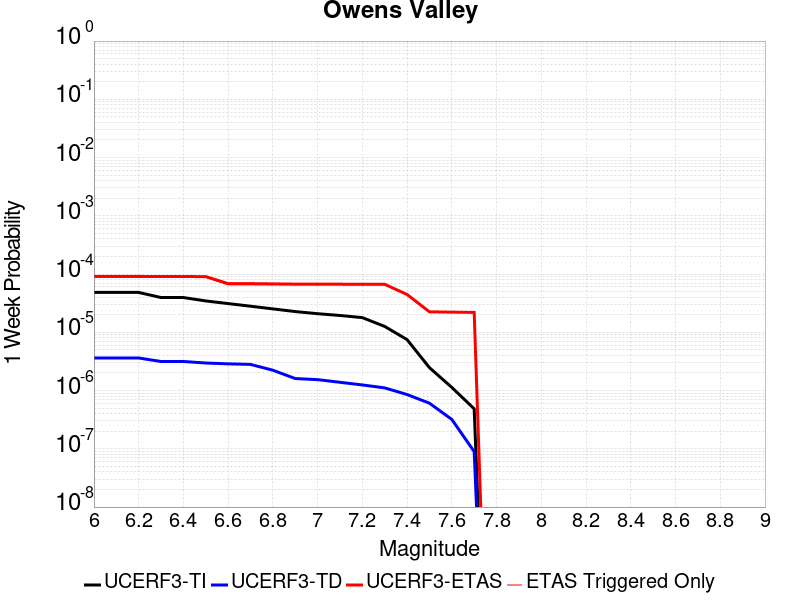 Owens Valley
10^0
10^-1
10^-2
10^-3
10^-4
10^-5
10^-6
10^-7
10^-8
1 Week Probability
6 6.2 6.4 6.6 6.8 7 7.2 7.4 7.6 7.8 8 8.2 8.4 8.6 8.8 9
Magnitude
UCERF3-TI UCERF3-TD UCERF3-ETAS ETAS Triggered Only